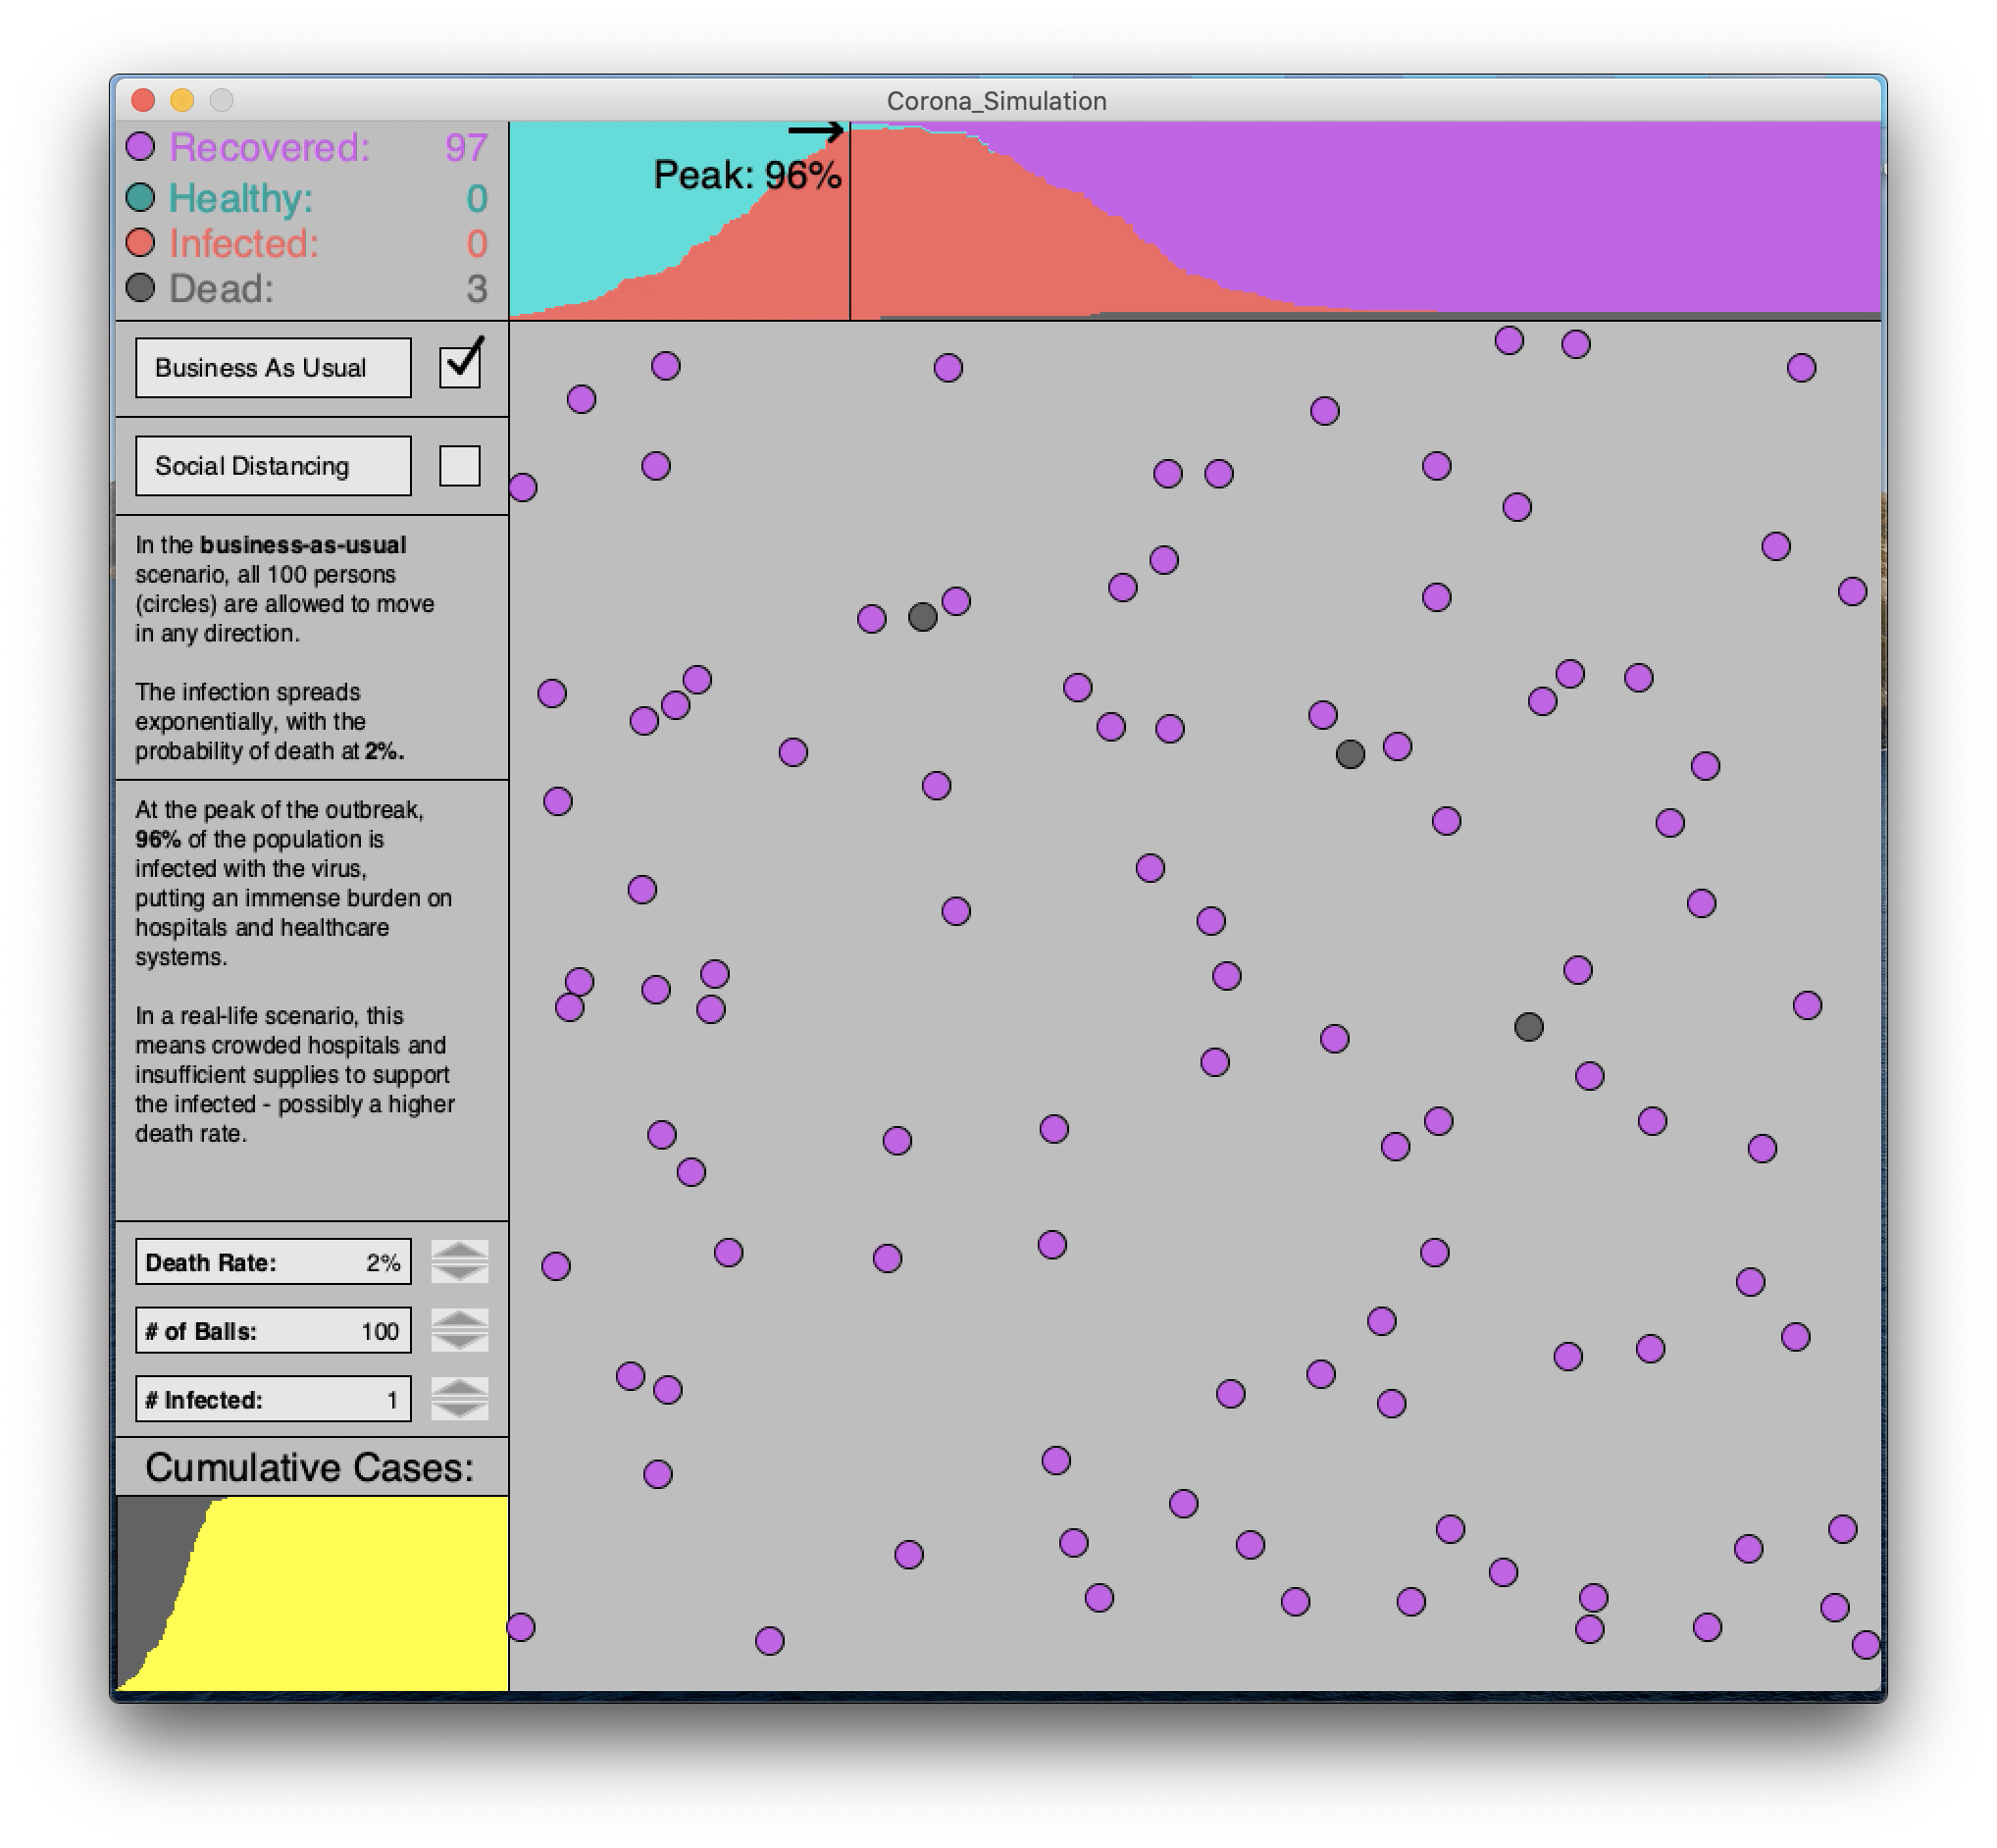 Corona_Simulation
Recovered: 97
Healthy: 0
Infected: 0
Dead: 3
Peak: 96%
Business As Usual
Social Distancing
In the business-as-usual
scenario, all 100 persons
(circles) are allowed to move
in any direction.
The infection spreads
exponentially, with the
probability of death at 2%.
At the peak of the outbreak,
96% of the population is
infected with the virus,
putting an immense burden on
hospitals and healthcare
systems.
In a real-life scenario, this
means crowded hospitals and
insufficient supplies to support
the infected - possibly a higher
death rate.
Death Rate: 2%
# of Balls: 100
# Infected: 1
Cumulative Cases: